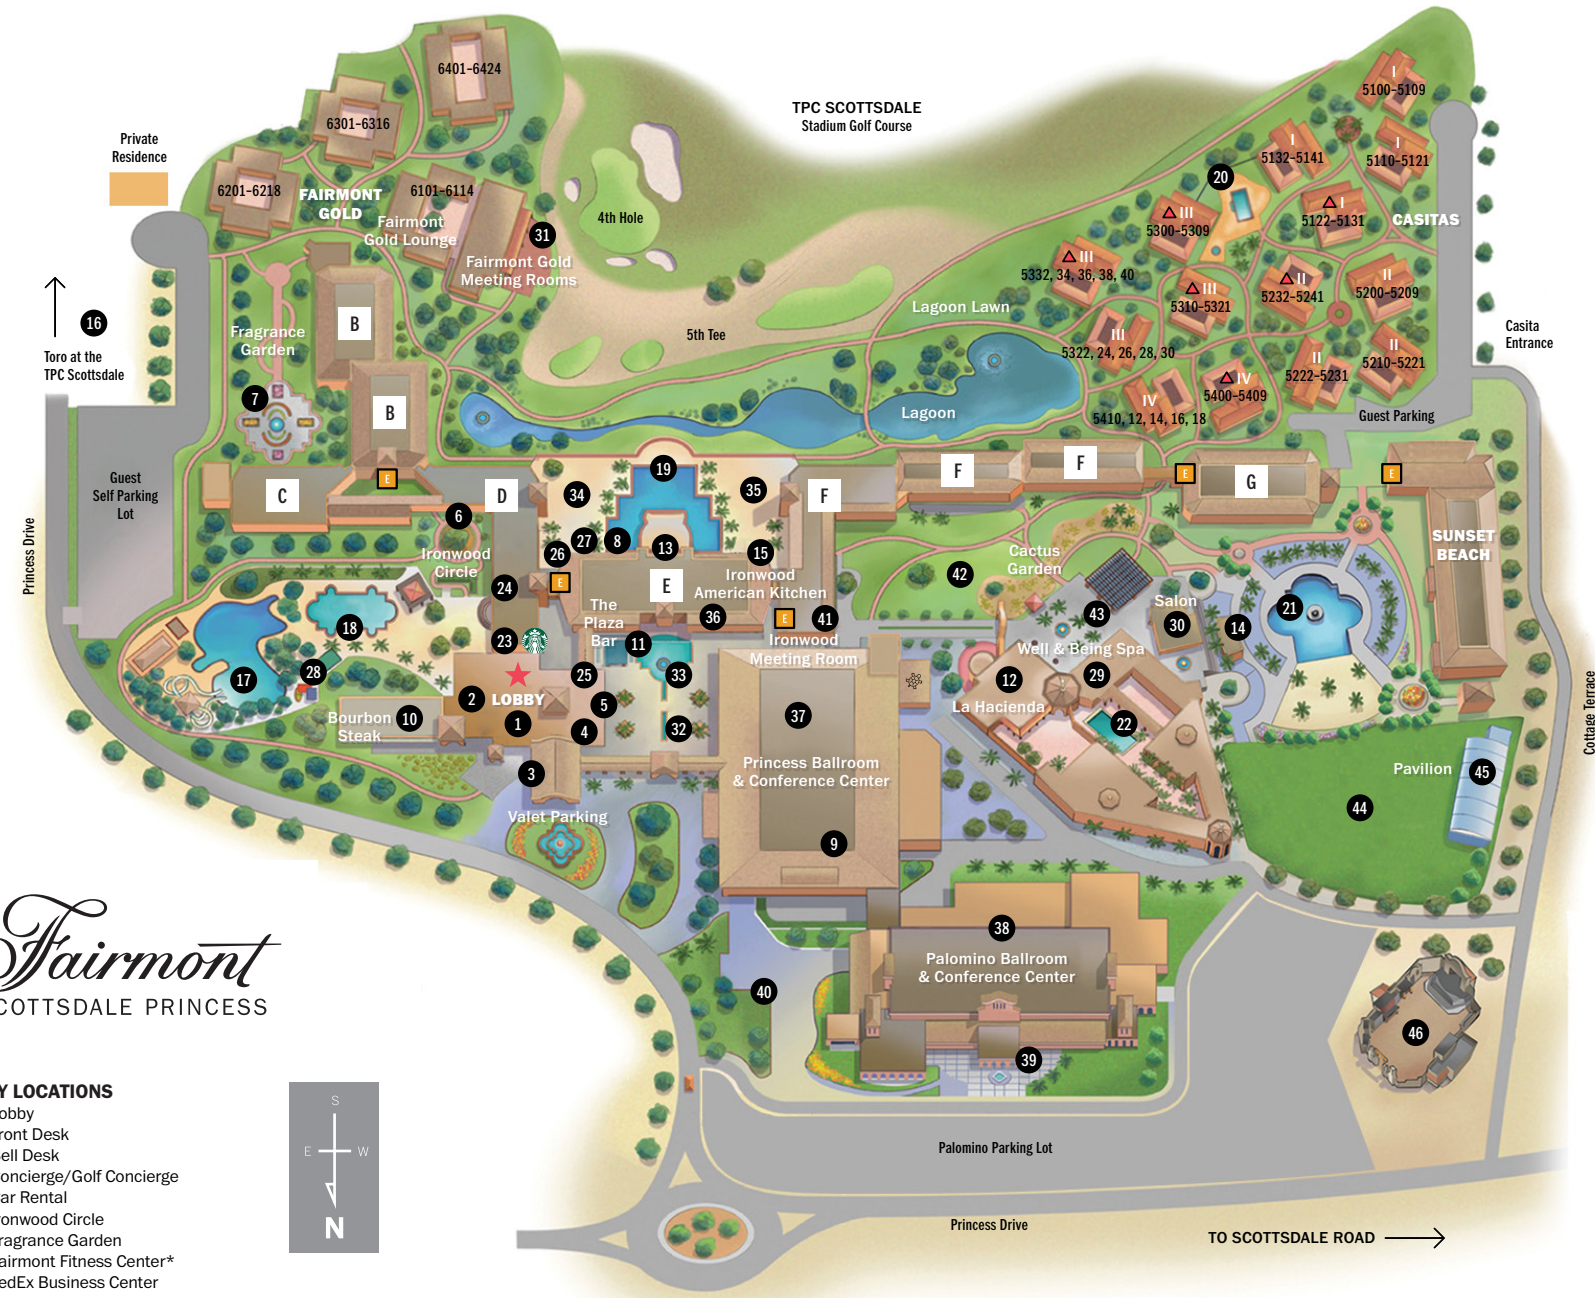 6401-6424
6301-6316
TPC SCOTTSDALE
Stadium Golf Course
Private
Residence
6201-6218
FAIRMONT
GOLD
6101-6114
Fairmont
Gold Lounge
31
Fairmont Gold
Meeting Rooms
4th Hole
I
5100-5109
I
5132-5141
I
5110-5121
20
III
5300-5309
I
5122-5131
CASITAS
III
5332, 34, 36, 38, 40
III
5310-5321
II
5232-5241
II
5200-5209
16
Toro at the
TPC Scottsdale
B
Fragrance
Garden
5th Tee
Lagoon Lawn
III
5322, 24, 26, 28, 30
II
5222-5231
II
5210-5221
Casita
Entrance
7
B
Lagoon
IV
5410, 12, 14, 16, 18
IV
5400-5409
Guest Parking
Guest
Self Parking
Lot
C
E
D
19
34
35
F
F
F
E
G
E
Princess Drive
6
Ironwood
Circle
26
27
8
13
15
SUNSET
BEACH
24
E
E
Ironwood
American Kitchen
42
Cactus
Garden
The
Plaza
Bar
36
E
41
Ironwood
Meeting Room
43
Salon
30
14
21
18
23
11
Well & Being Spa
17
28
LOBBY
25
33
12
29
La Hacienda
2
5
Bourbon
Steak
10
1
4
32
37
22
Cottage Terrace
3
Princess Ballroom
& Conference Center
Pavilion
45
Valet Parking
44
9
Fairmont
COTTSDALE PRINCESS
38
Palomino Ballroom
& Conference Center
40
46
39
Y LOCATIONS
obby
ront Desk
ell Desk
oncierge/Golf Concierge
ar Rental
ronwood Circle
ragrance Garden
airmont Fitness Center*
edEx Business Center
S
E
W
N
Palomino Parking Lot
Princess Drive
TO SCOTTSDALE ROAD